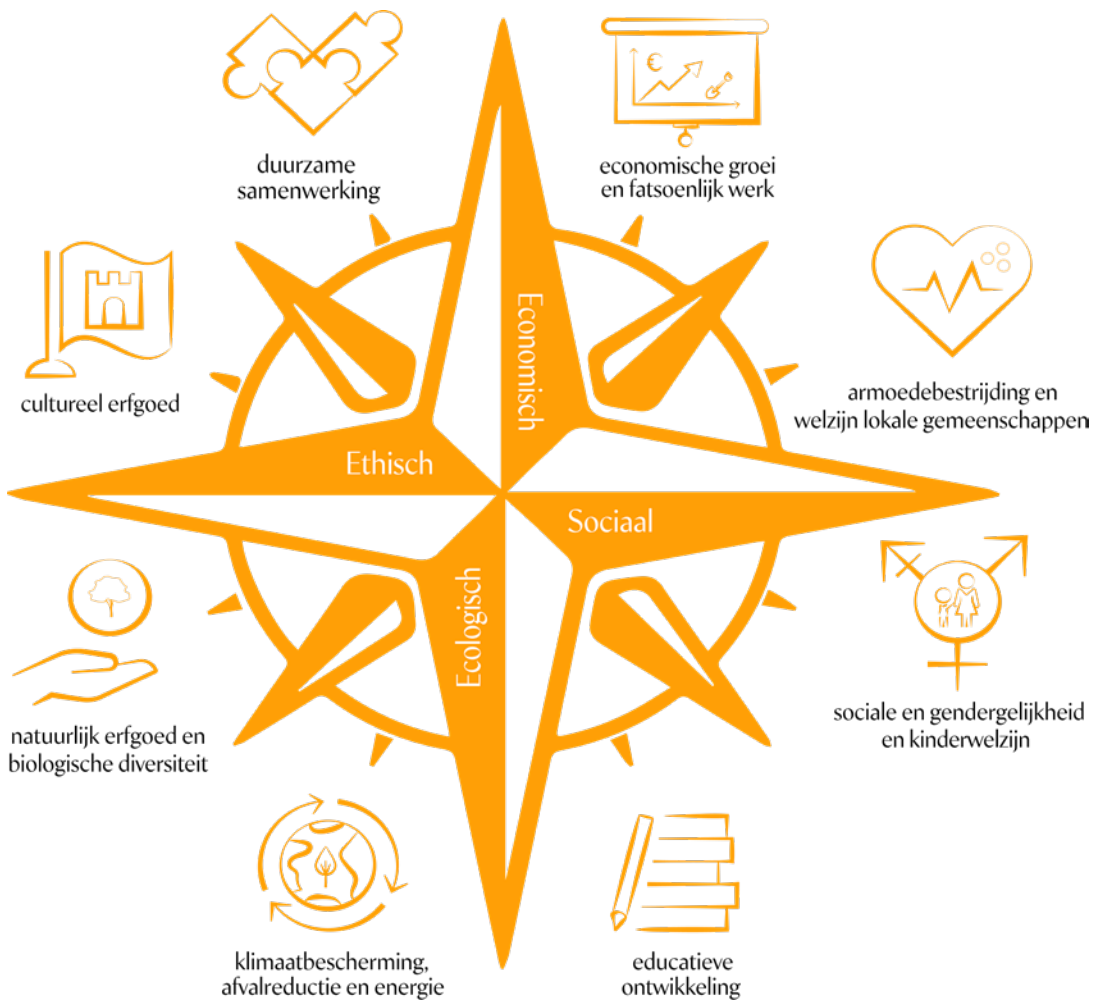 duurzame
samenwerking
economische groei
en fatsoenlijk werk
€
cultureel erfgoed
Economisch
armoedebestrijding en
welzijn lokale gemeenschappen
Ethisch
Sociaal
Ecologisch
natuurlijk erfgoed en
biologische diversiteit
sociale en gendergelijkheid
en kinderwelzijn
klimaatbescherming,
afvalreductie en energie
educatieve
ontwikkeling